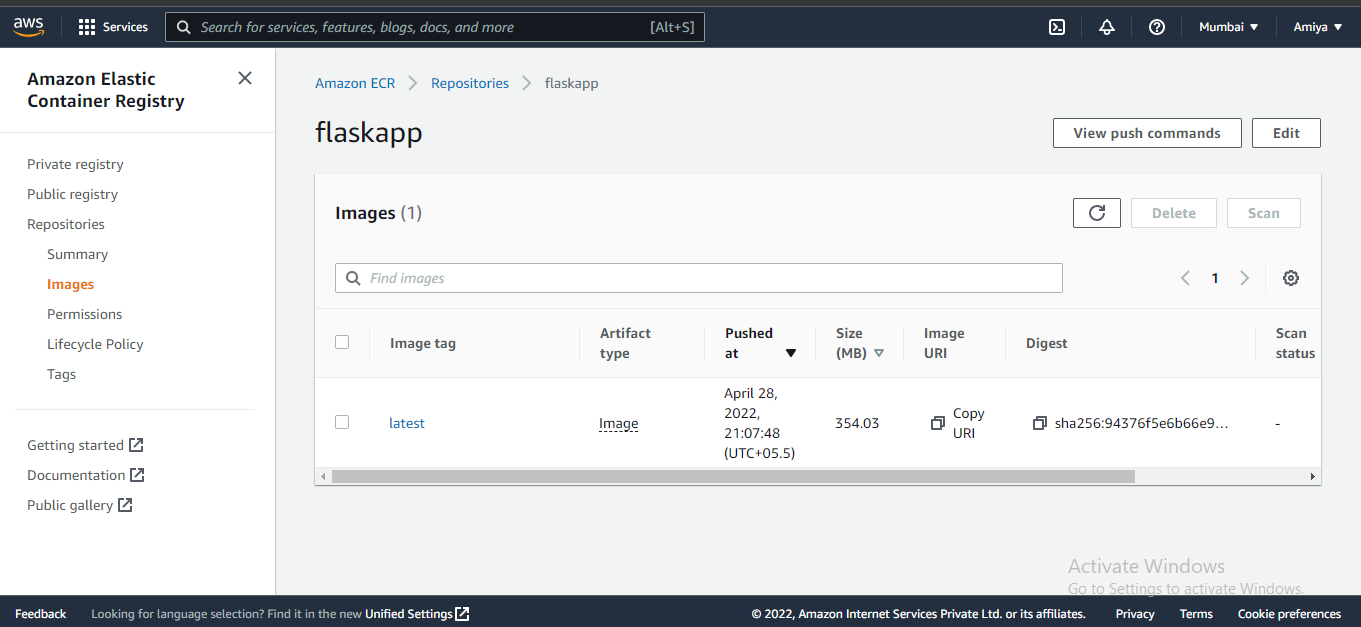 aws
Services
Search for services, features, blogs, docs, and more [Alt+S]
Mumbai
Amiya
Amazon Elastic
Container Registry
Private registry
Public registry
Repositories
Summary
Images
Permissions
Lifecycle Policy
Tags
Getting started
Documentation
Public gallery
Amazon ECR
Repositories
flaskapp
flaskapp
View push commands
Edit
Images (1)
Delete
Scan
Find images
1
Image tag
Artifact
type
Pushed
at
Size
(MB)
Image
URI
Digest
Scan
status
latest
Image
April 28,
2022,
21:07:48
(UTC+05.5)
354.03
Copy
URI
sha256:94376f5e6b66e9...
-
Activate Windows
Go to Settings to activate Windows.
Feedback
Looking for language selection? Find it in the new Unified Settings
© 2022, Amazon Internet Services Private Ltd. or its affiliates.
Privacy
Terms
Cookie preferences